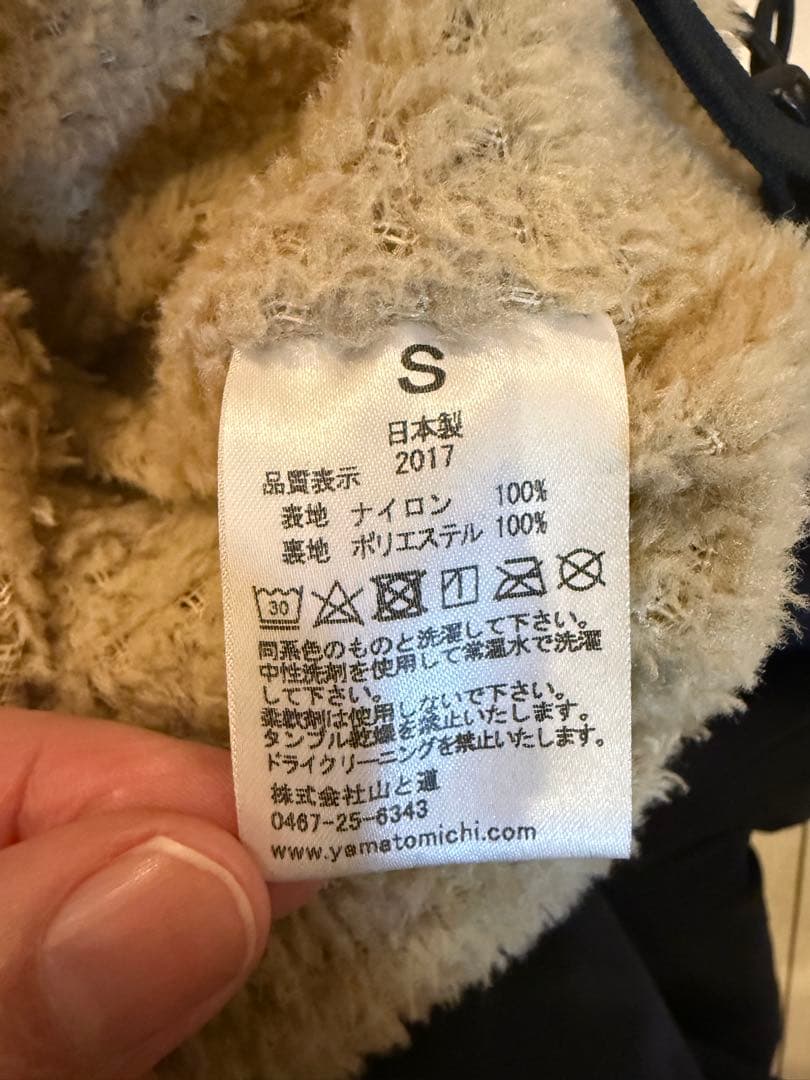 S
日本製
2017
品質表示
表地 ナイロン 100%
裏地 ポリエステル 100%
30
同系色のものと洗濯して下さい。
中性洗剤を使用して常温水で洗濯
して下さい。
柔軟剤は使用しないで下さい。
タンブル乾燥を禁止いたします。
ドライクリーニングを禁止いたします。
株式会社山と道
0467-25-6343
www.yamatomichi.com